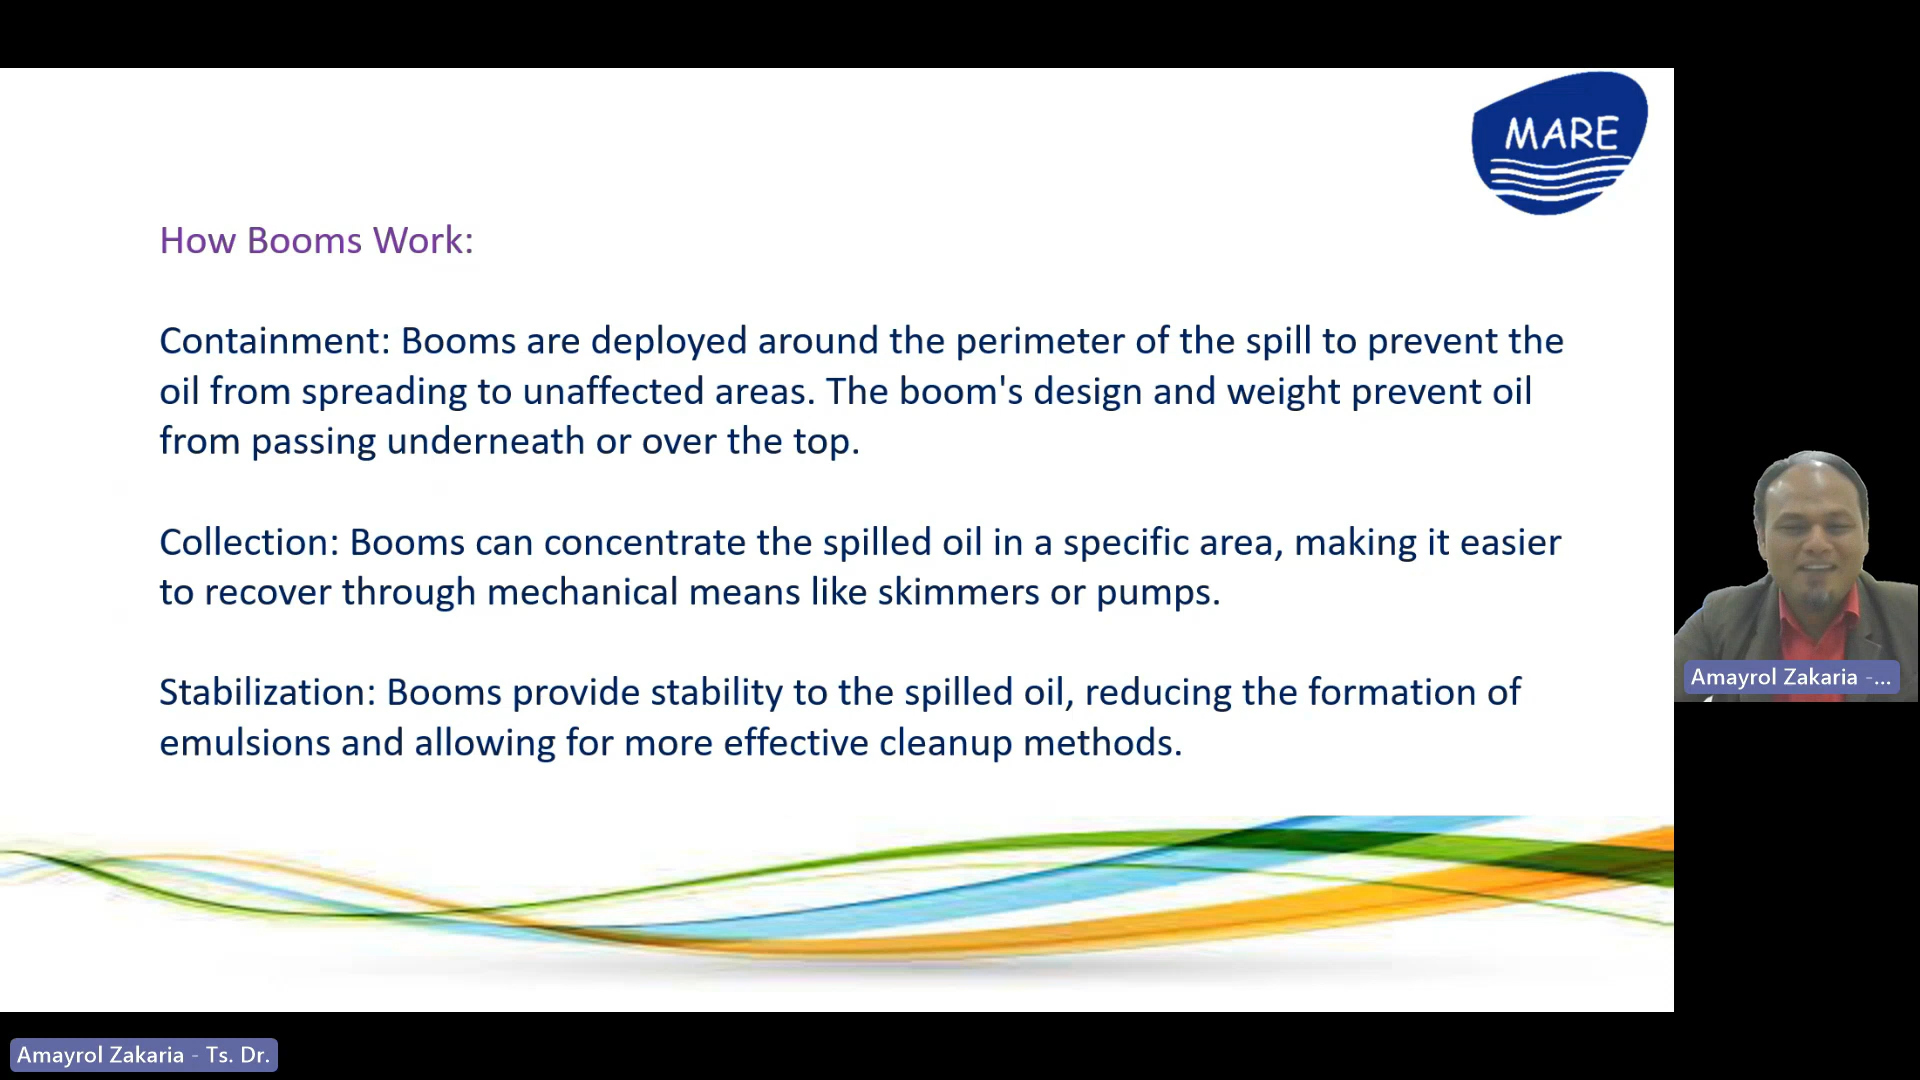 MARE
How Booms Work:
Containment: Booms are deployed around the perimeter of the spill to prevent the
oil from spreading to unaffected areas. The boom's design and weight prevent oil
from passing underneath or over the top.
Collection: Booms can concentrate the spilled oil in a specific area, making it easier
to recover through mechanical means like skimmers or pumps.
Stabilization: Booms provide stability to the spilled oil, reducing the formation of
emulsions and allowing for more effective cleanup methods.
Amayrol Zakaria -...
Amayrol Zakaria - Ts. Dr.